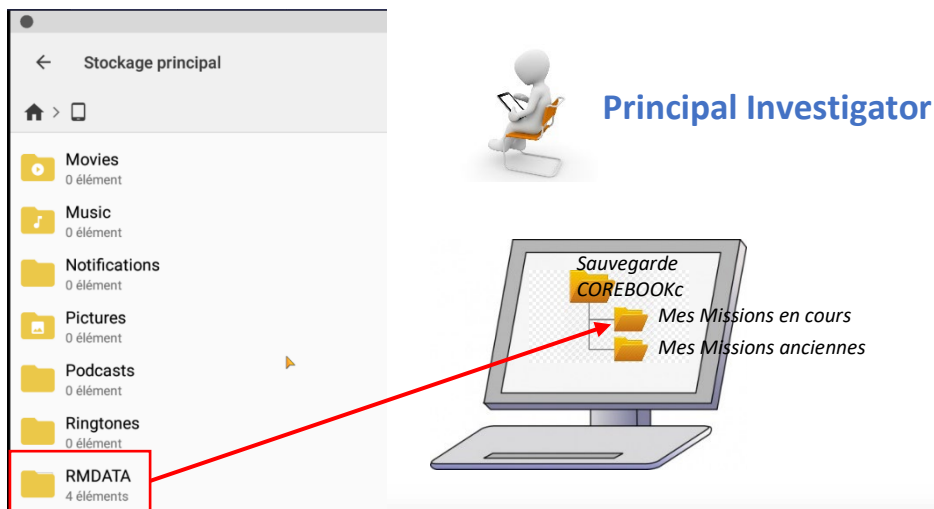 Stockage principal
Movies
0 élément
Music
0 élément
Notifications
0 élément
Pictures
0 élément
Podcasts
0 élément
Ringtones
0 élément
RMDATA
4 éléments
Principal Investigator
Sauvegarde
COREBOOKc
Mes Missions en cours
Mes Missions anciennes